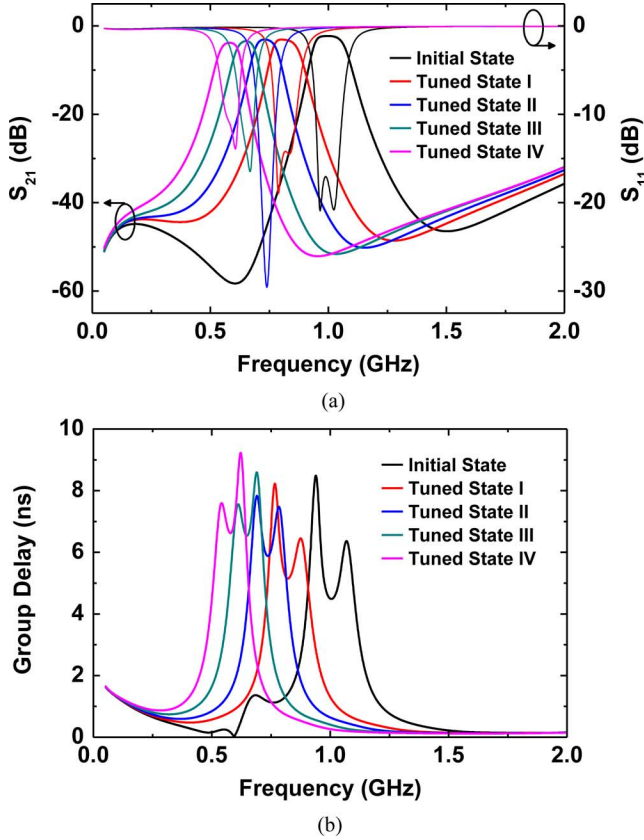 0
-20
-40
-60
S21 (dB)
0
-10
-20
-30
S11 (dB)
Initial State
Tuned State I
Tuned State II
Tuned State III
Tuned State IV
0.0 0.5 1.0 1.5 2.0
Frequency (GHz)
(a)
10
8
6
4
2
0
Group Delay (ns)
Initial State
Tuned State I
Tuned State II
Tuned State III
Tuned State IV
0.0 0.5 1.0 1.5 2.0
Frequency (GHz)
(b)